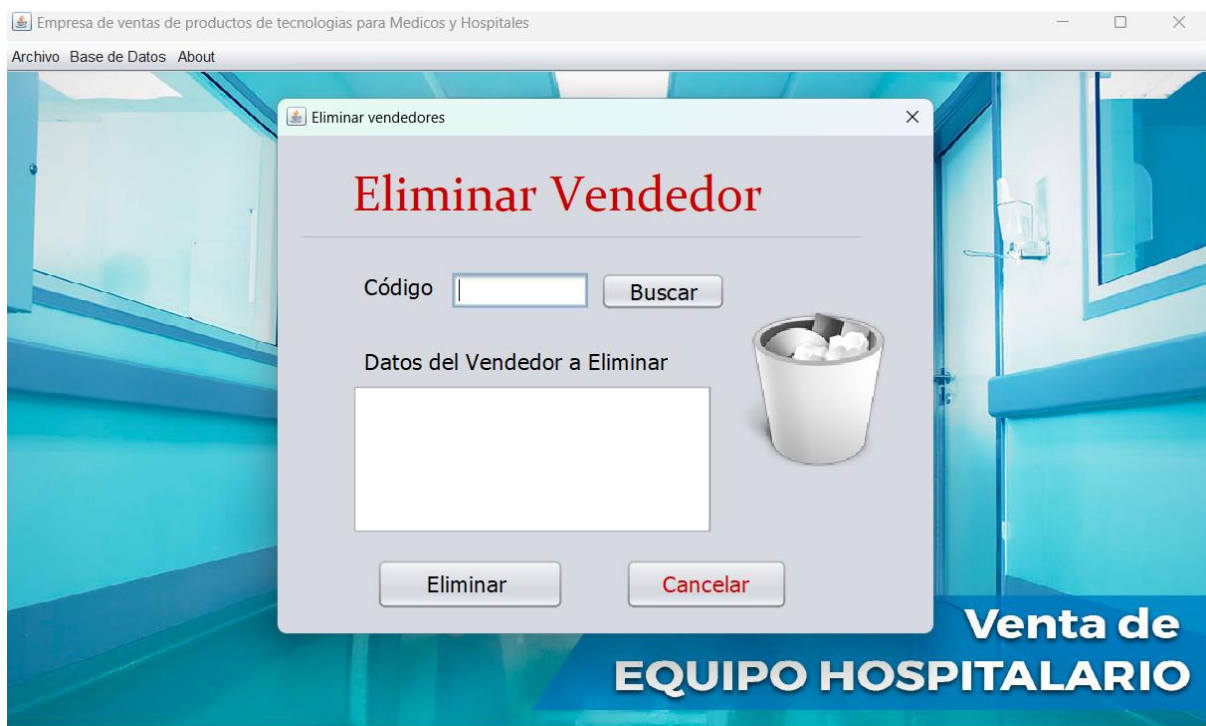 Empresa de ventas de productos de tecnologias para Medicos y Hospitales
Archivo Base de Datos About
Eliminar vendedores
Eliminar Vendedor
Código
Buscar
Datos del Vendedor a Eliminar
Eliminar
Cancelar
Venta de
EQUIPO HOSPITALARIO